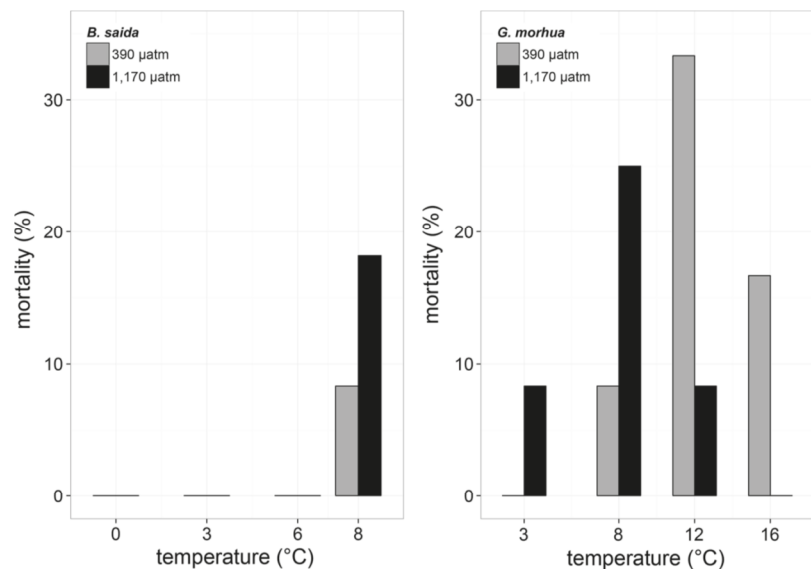 B. saida
390 µatm
1,170 µatm
30
20
10
0
mortality (%)
0 3 6 8
temperature (°C)
G. morhua
390 µatm
1,170 µatm
30
20
10
0
mortality (%)
3 8 12 16
temperature (°C)